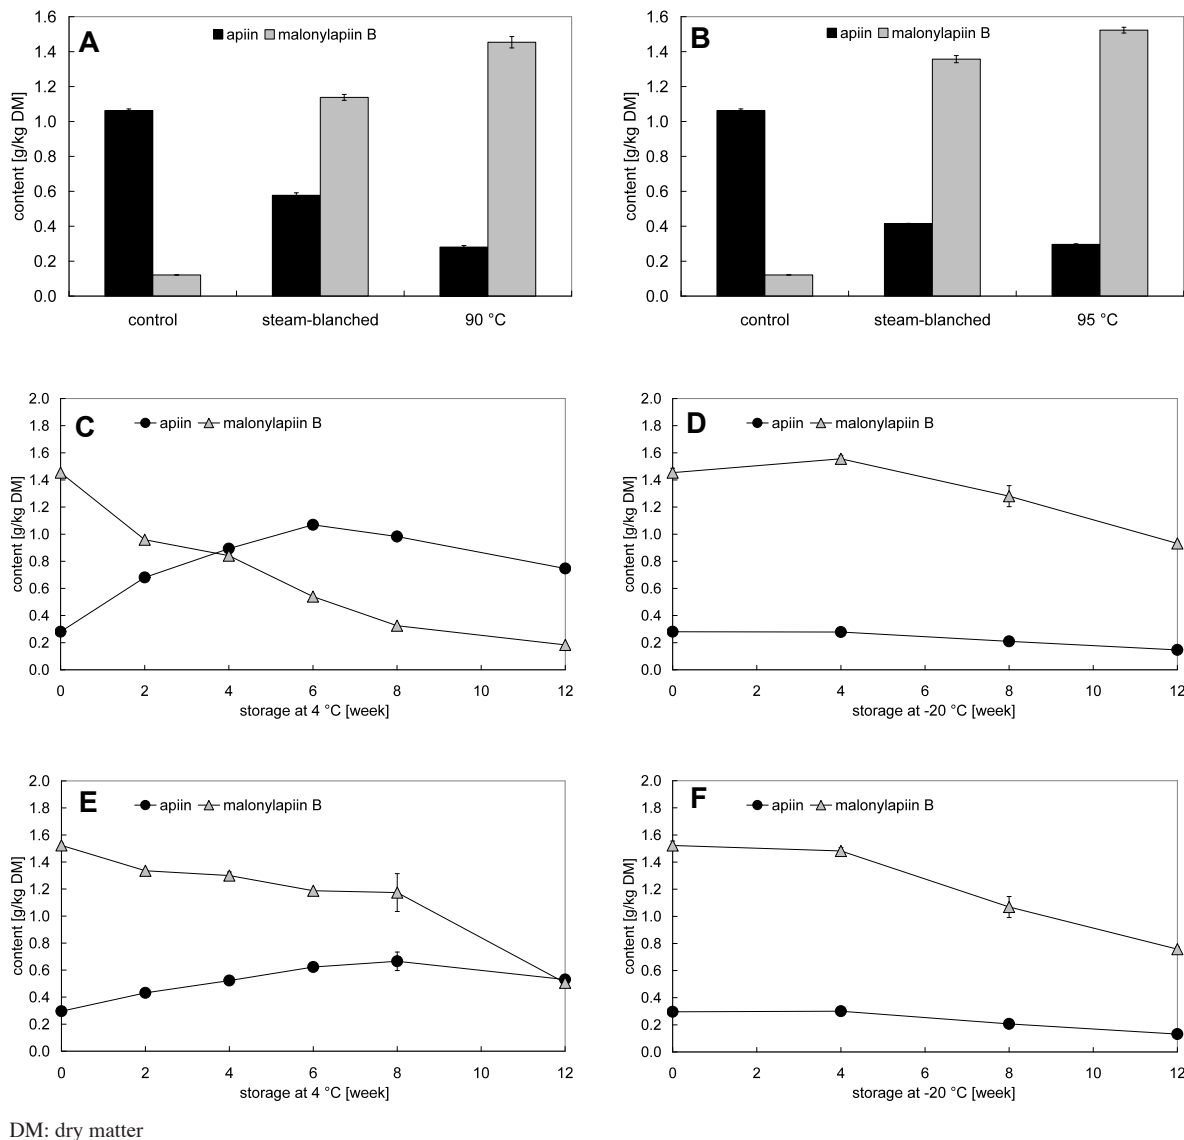 A
apiin malonylapiin B
content [g/kg DM]
1.6
1.4
1.2
1.0
0.8
0.6
0.4
0.2
0.0
control steam-blanched 90 °C
B
apiin malonylapiin B
content [g/kg DM]
1.6
1.4
1.2
1.0
0.8
0.6
0.4
0.2
0.0
control steam-blanched 95 °C
C
apiin malonylapiin B
content [g/kg DM]
2.0
1.8
1.6
1.4
1.2
1.0
0.8
0.6
0.4
0.2
0.0
0 2 4 6 8 10 12
storage at 4 °C [week]
D
apiin malonylapiin B
content [g/kg DM]
2.0
1.8
1.6
1.4
1.2
1.0
0.8
0.6
0.4
0.2
0.0
0 2 4 6 8 10 12
storage at -20 °C [week]
E
apiin malonylapiin B
content [g/kg DM]
2.0
1.8
1.6
1.4
1.2
1.0
0.8
0.6
0.4
0.2
0.0
0 2 4 6 8 10 12
storage at 4 °C [week]
F
apiin malonylapiin B
content [g/kg DM]
2.0
1.8
1.6
1.4
1.2
1.0
0.8
0.6
0.4
0.2
0.0
0 2 4 6 8 10 12
storage at -20 °C [week]
DM: dry matter